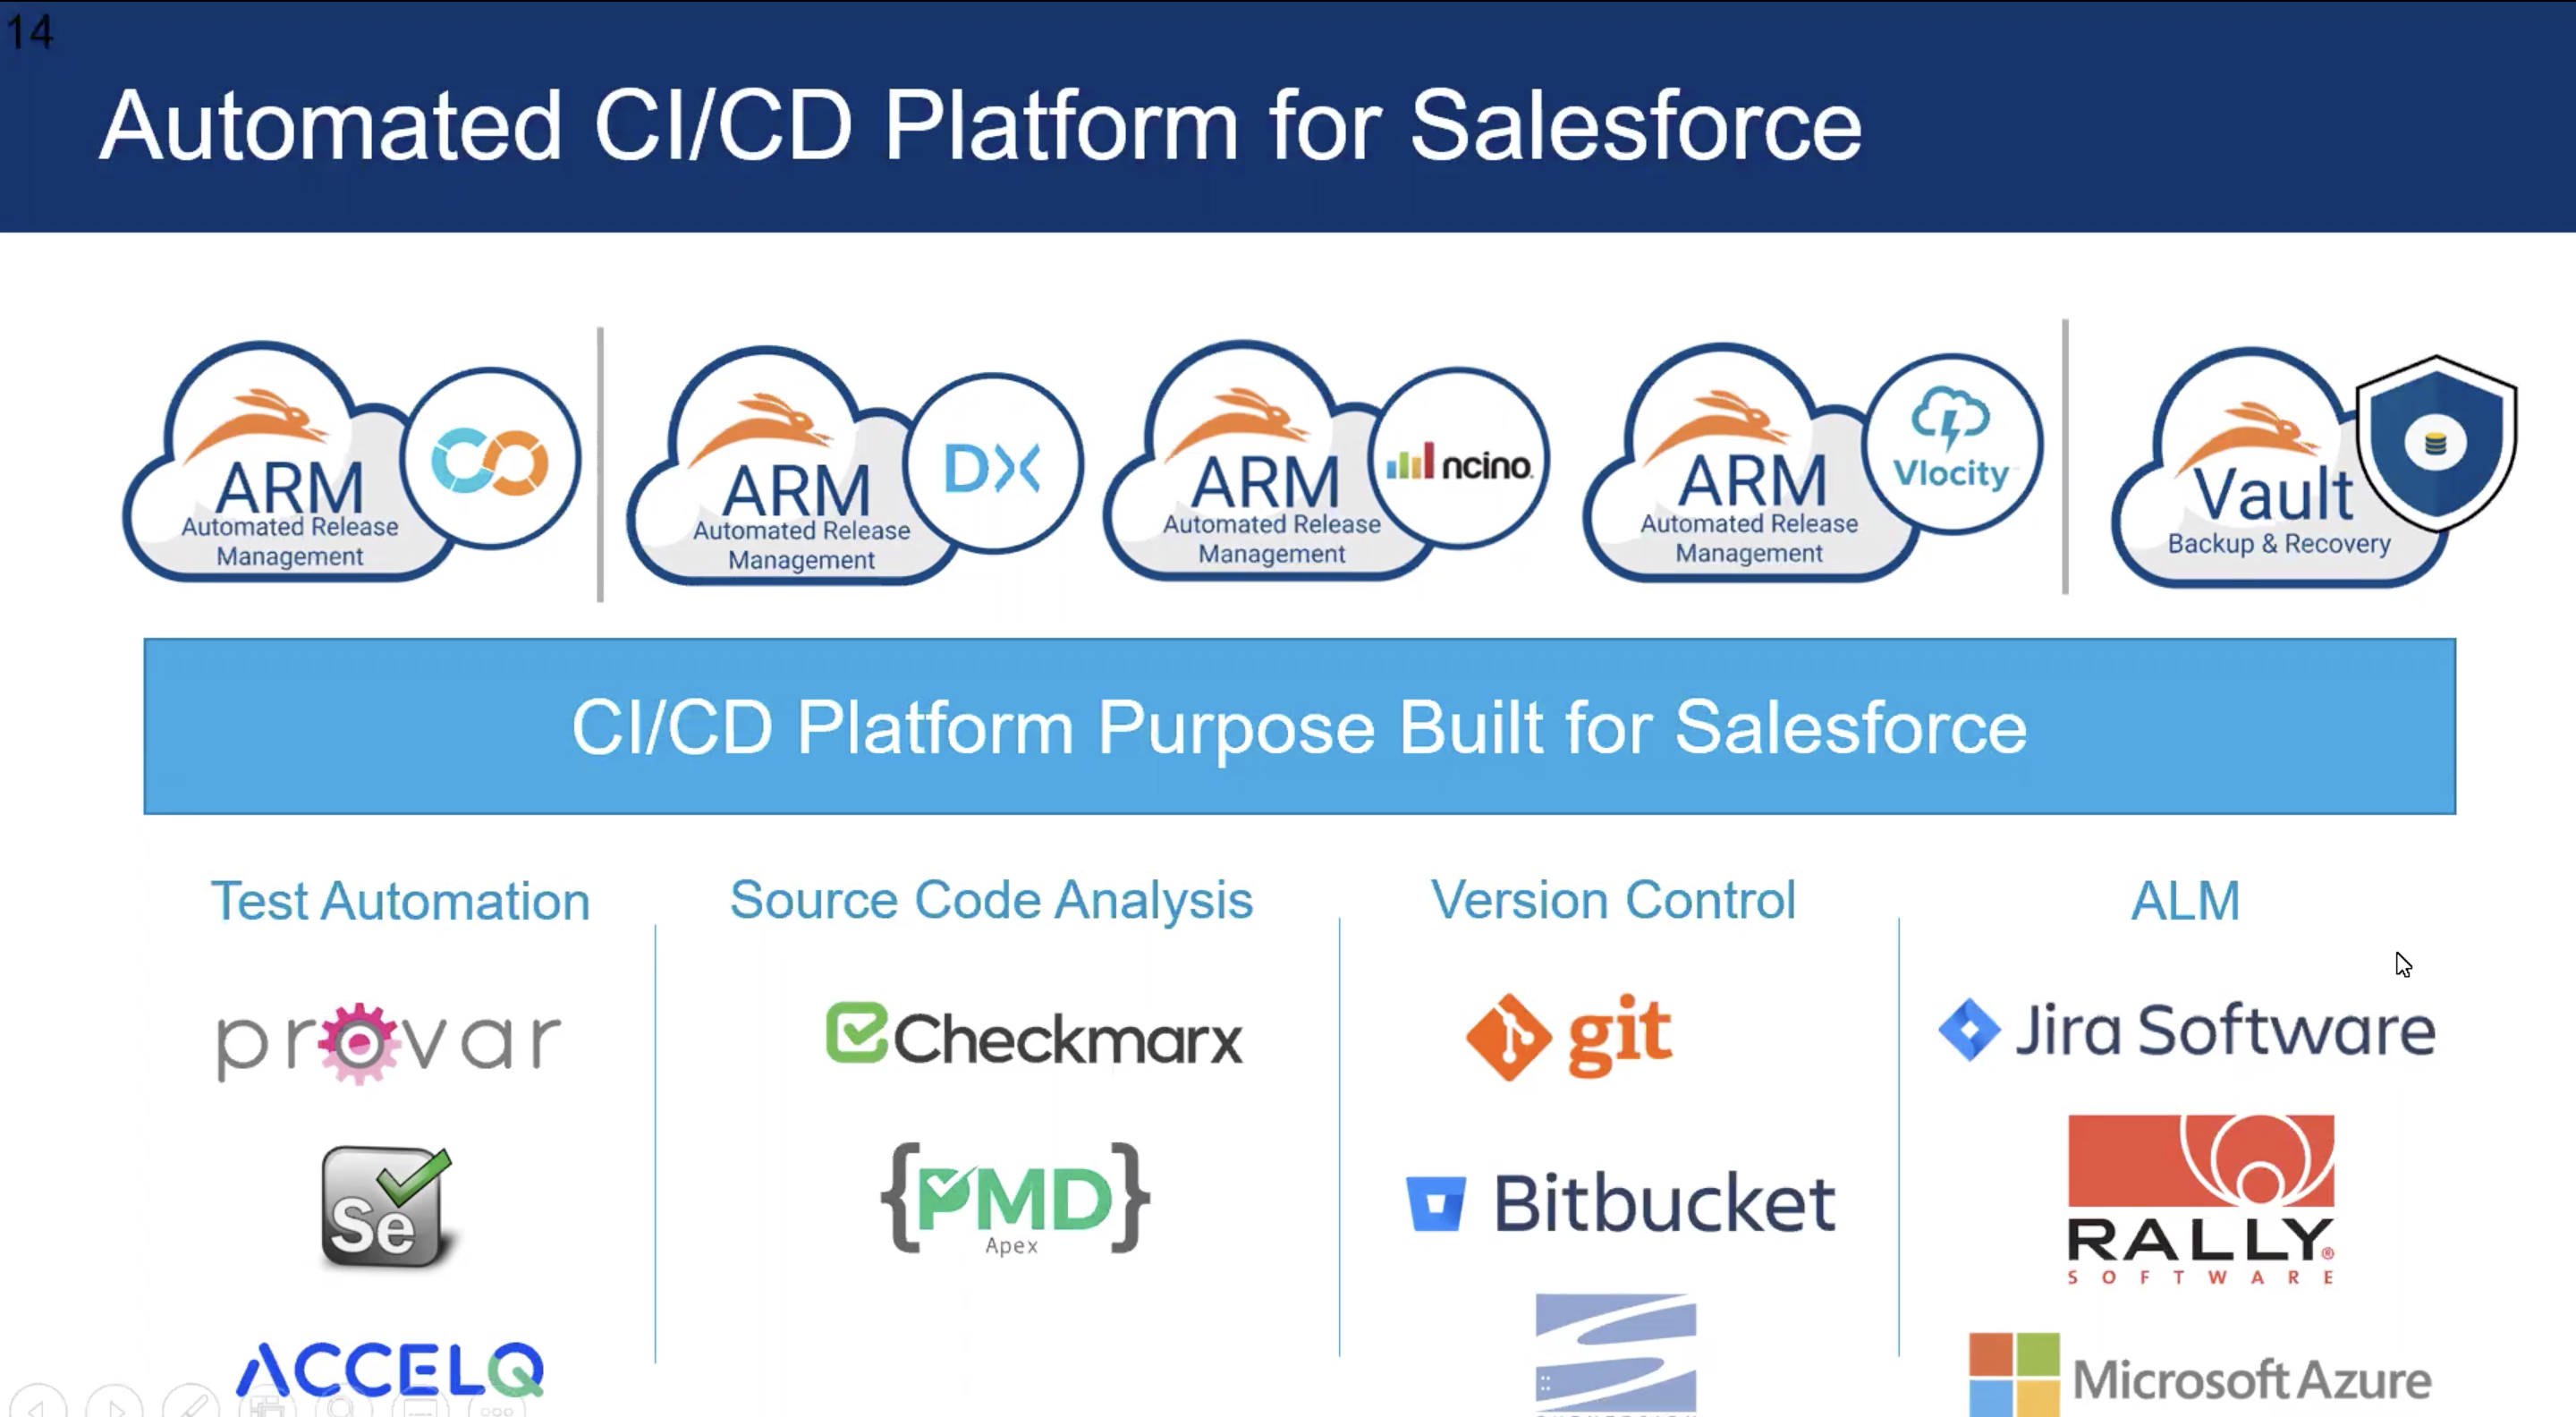 14
Automated CI/CD Platform for Salesforce
ARM
Automated Release
Management
ARM
Automated Release
Management
DX
ARM
Automated Release
Management
ncino
ARM
Automated Release
Management
Vlocity
Vault
Backup & Recovery
CI/CD Platform Purpose Built for Salesforce
Test Automation
provar
Se
ACCELQ
Source Code Analysis
Checkmarx
{PMD}
Apex
Version Control
git
Bitbucket
ALM
Jira Software
RALLY®
SOFTWARE
Microsoft Azure